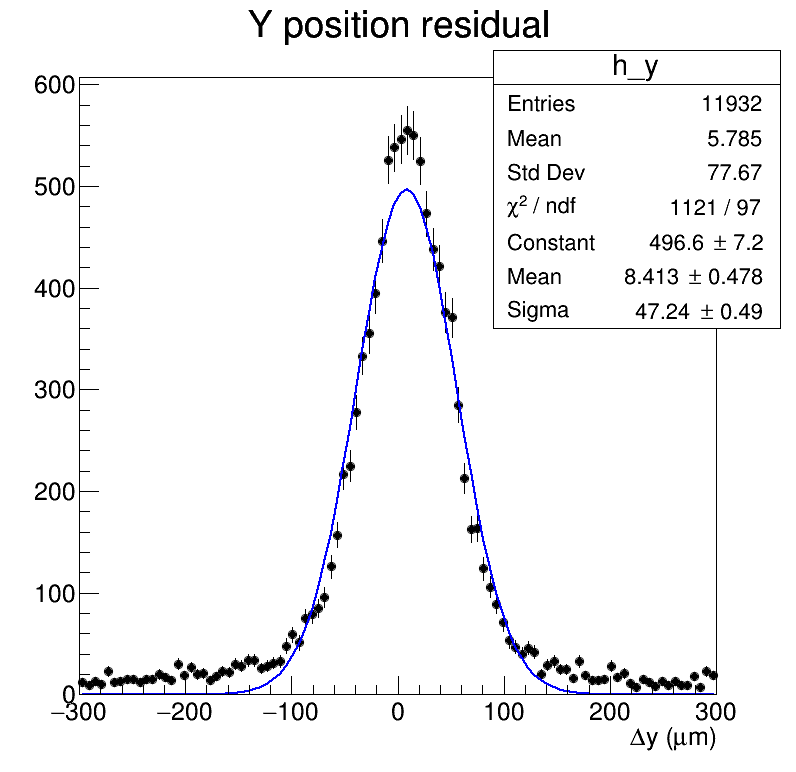 Y position residual
h_y
Entries 11932
Mean 5.785
Std Dev 77.67
χ² / ndf 1121 / 97
Constant 496.6 ± 7.2
Mean 8.413 ± 0.478
Sigma 47.24 ± 0.49
600
500
400
300
200
100
0
−300 −200 −100 0 100 200 300
Δy (μm)